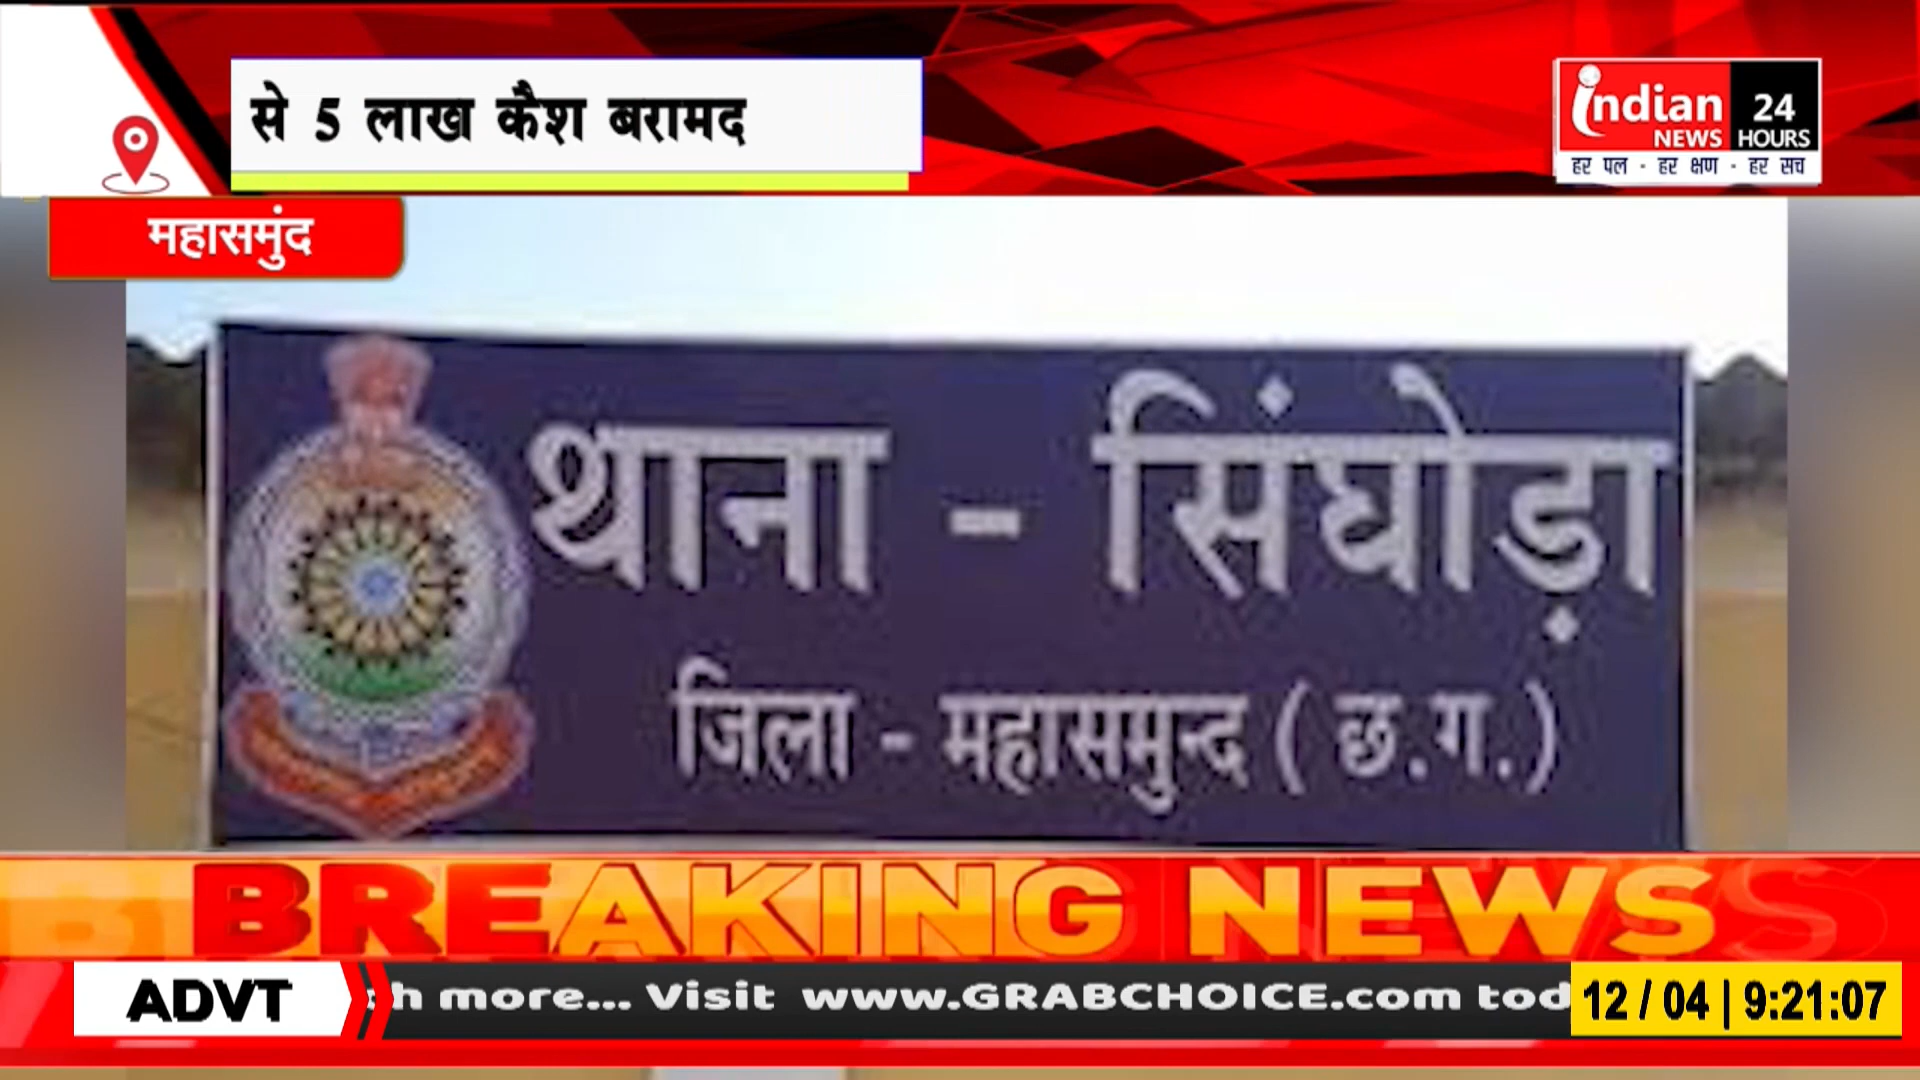 से 5 लाख कैश बरामद
indian
NEWS
24
HOURS
हर पल - हर क्षण - हर सच
महासमुंद
थाना - सिंघोड़ा
जिला - महासमुन्द ( छ.ग.)
BREAKING NEWS
ADVT
h more... Visit www.GRABCHOICE.com tod
12 / 04 | 9:21:07